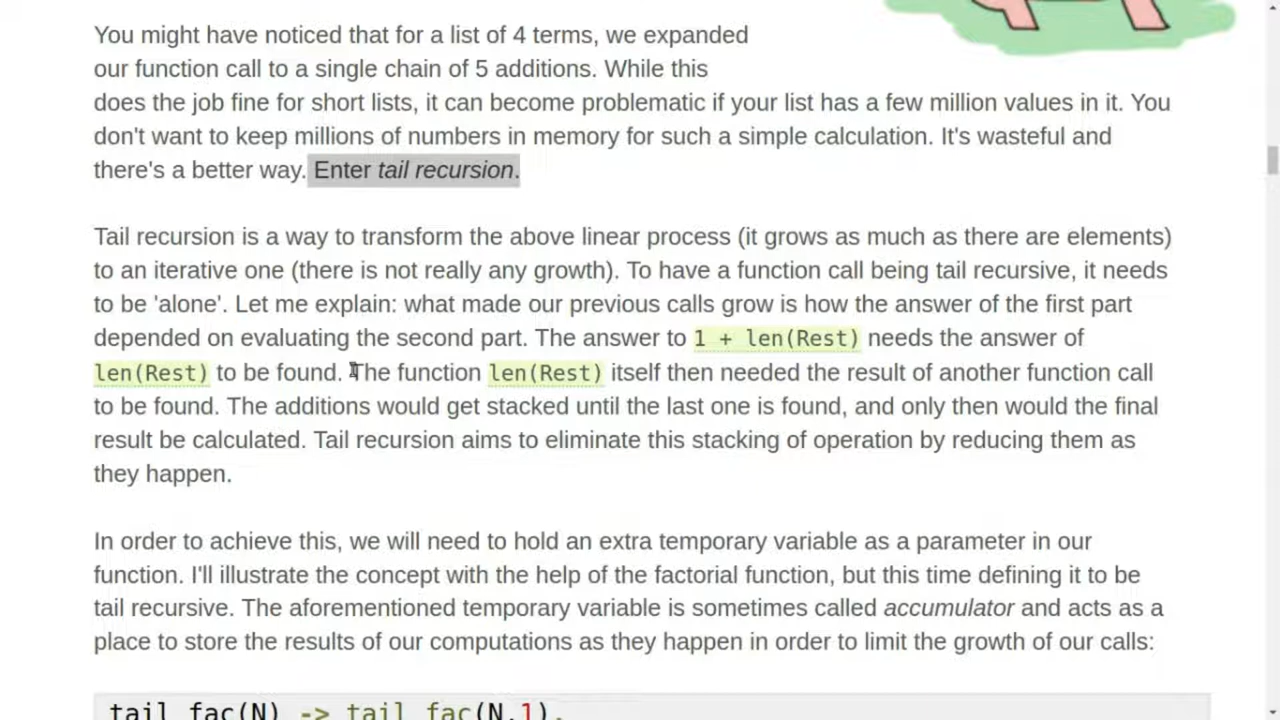 You might have noticed that for a list of 4 terms, we expanded
our function call to a single chain of 5 additions. While this
does the job fine for short lists, it can become problematic if your list has a few million values in it. You
don't want to keep millions of numbers in memory for such a simple calculation. It's wasteful and
there's a better way. Enter tail recursion.
Tail recursion is a way to transform the above linear process (it grows as much as there are elements)
to an iterative one (there is not really any growth). To have a function call being tail recursive, it needs
to be 'alone'. Let me explain: what made our previous calls grow is how the answer of the first part
depended on evaluating the second part. The answer to 1 + len(Rest) needs the answer of
len(Rest) to be found. The function len(Rest) itself then needed the result of another function call
to be found. The additions would get stacked until the last one is found, and only then would the final
result be calculated. Tail recursion aims to eliminate this stacking of operation by reducing them as
they happen.
In order to achieve this, we will need to hold an extra temporary variable as a parameter in our
function. I'll illustrate the concept with the help of the factorial function, but this time defining it to be
tail recursive. The aforementioned temporary variable is sometimes called accumulator and acts as a
place to store the results of our computations as they happen in order to limit the growth of our calls:
tail_fac(N) -> tail_fac(N,1).